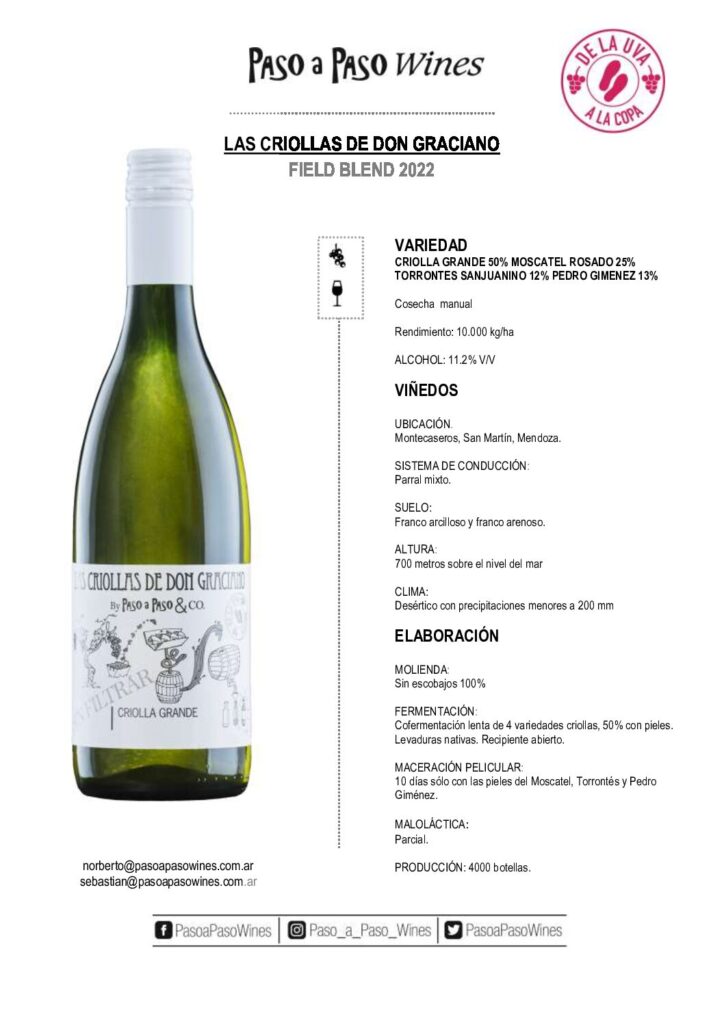 PASO a PASO Wines
DE LA UVA
A LA COPA
LAS CRIOLLAS DE DON GRACIANO
FIELD BLEND 2022
VARIEDAD
CRIOLLA GRANDE 50% MOSCATEL ROSADO 25%
TORRONTES SANJUANINO 12% PEDRO GIMENEZ 13%
Cosecha manual
Rendimiento: 10.000 kg/ha
ALCOHOL: 11.2% V/V
VIÑEDOS
UBICACIÓN.
Montecaseros, San Martín, Mendoza.
SISTEMA DE CONDUCCIÓN:
Parral mixto.
SUELO:
Franco arcilloso y franco arenoso.
ALTURA:
700 metros sobre el nivel del mar
CLIMA:
Desértico con precipitaciones menores a 200 mm
ELABORACIÓN
MOLIENDA:
Sin escobajos 100%
FERMENTACIÓN:
Cofermentación lenta de 4 variedades criollas, 50% con pieles.
Levaduras nativas. Recipiente abierto.
MACERACIÓN PELICULAR:
10 días sólo con las pieles del Moscatel, Torrontés y Pedro
Giménez.
MALOLÁCTICA:
Parcial.
PRODUCCIÓN: 4000 botellas.
CRIOLLAS DE DON GRACIANO
By PASO a PASO & CO.
FILTRAR
CRIOLLA GRANDE
norberto@pasoapasowines.com.ar
sebastian@pasoapasowines.com.ar
PasoaPasoWines | Paso_a_Paso_Wines | PasoaPasoWines